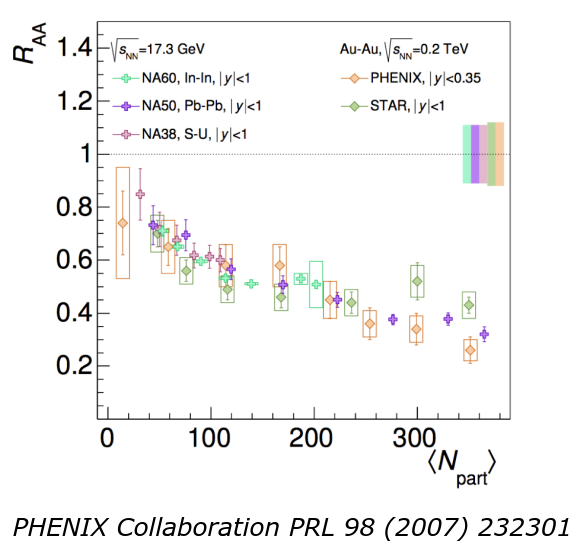 R_AA
1.4
1.2
1
0.8
0.6
0.4
0.2
√s_NN=17.3 GeV
NA60, In-In, |y|<1
NA50, Pb-Pb, |y|<1
NA38, S-U, |y|<1
Au-Au, √s_NN=0.2 TeV
PHENIX, |y|<0.35
STAR, |y|<1
0 100 200 300
⟨N_part⟩
PHENIX Collaboration PRL 98 (2007) 232301